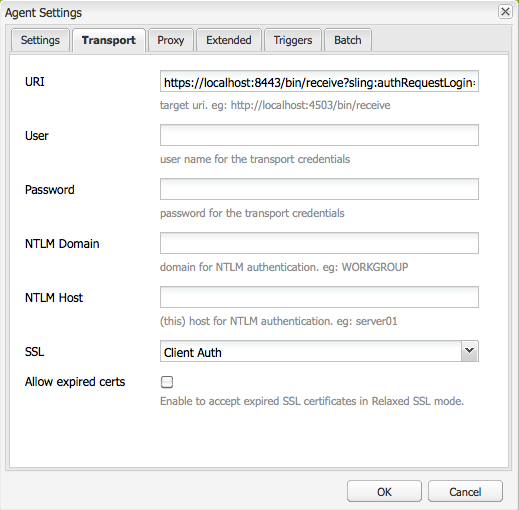 Agent Settings
Settings Transport Proxy Extended Triggers Batch
URI https://localhost:8443/bin/receive?sling:authRequestLogin=
target uri. eg: http://localhost:4503/bin/receive
User
user name for the transport credentials
Password
password for the transport credentials
NTLM Domain
domain for NTLM authentication. eg: WORKGROUP
NTLM Host
(this) host for NTLM authentication. eg: server01
SSL Client Auth
Allow expired certs
Enable to accept expired SSL certificates in Relaxed SSL mode.
OK Cancel